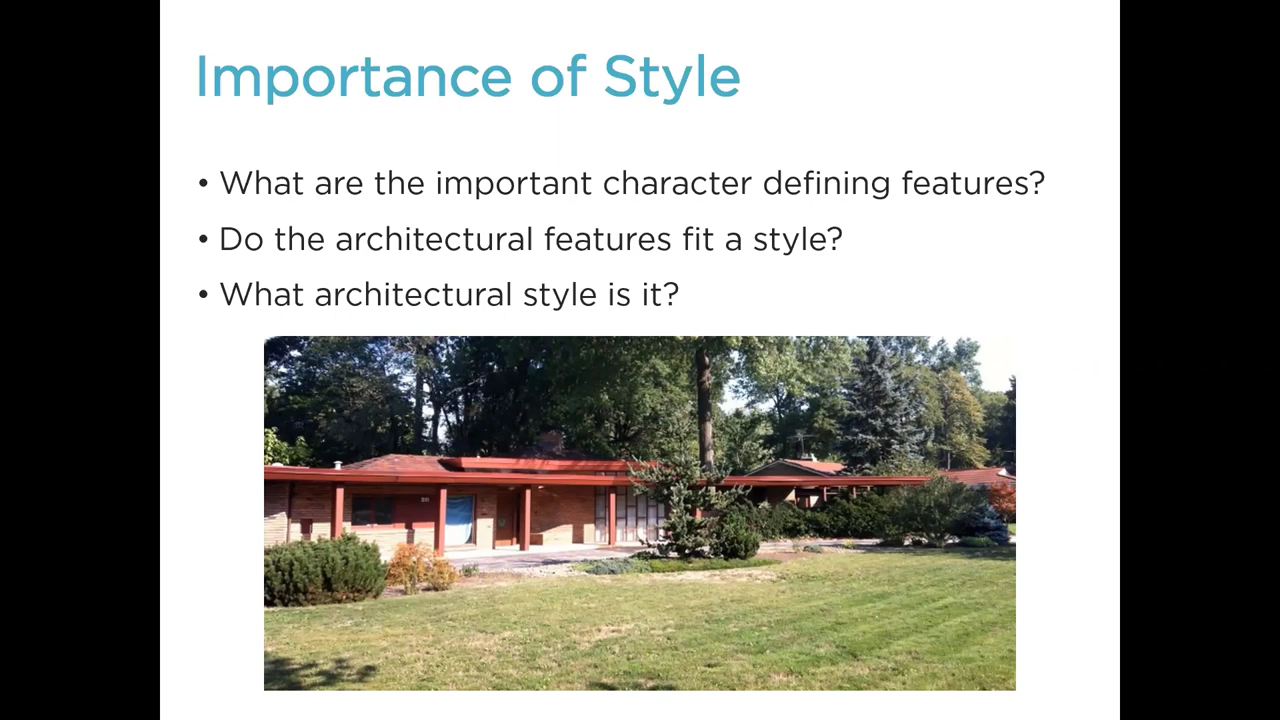 Importance of Style
• What are the important character defining features?
• Do the architectural features fit a style?
• What architectural style is it?